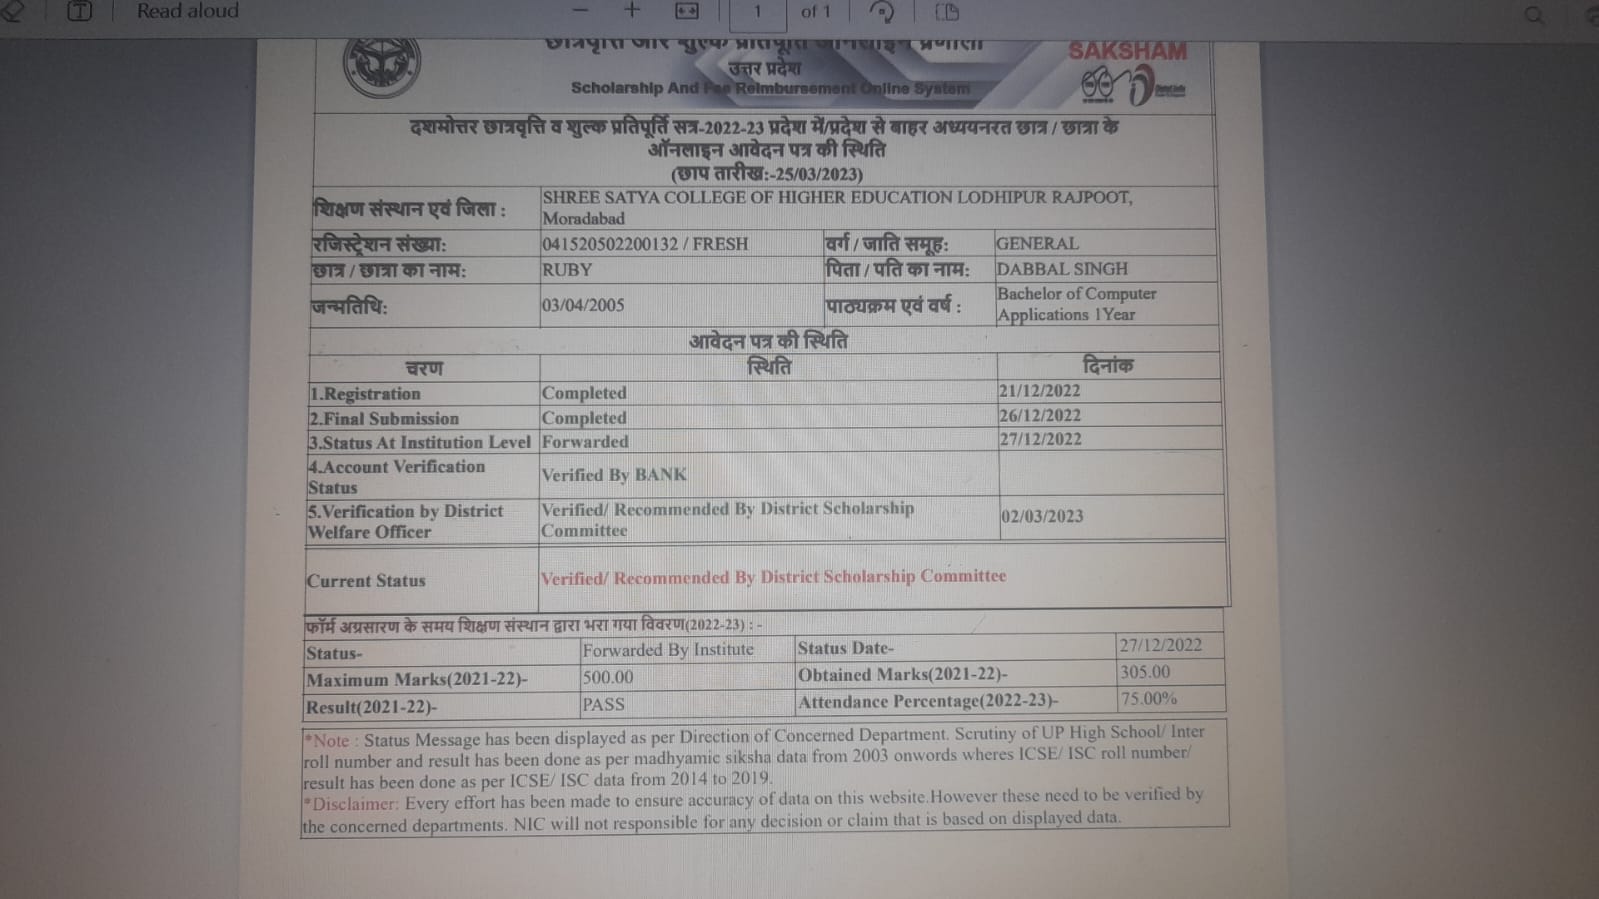 Read aloud
1 of 1
छात्रवृत्ति और शुल्क प्रतिपूर्ति ऑनलाइन प्रणाली
उत्तर प्रदेश
Scholarship And Fee Reimbursement Online System
SAKSHAM
दशमोत्तर छात्रवृत्ति व शुल्क प्रतिपूर्ति सत्र-2022-23 प्रदेश में/प्रदेश से बाहर अध्ययनरत छात्र / छात्रा के
ऑनलाइन आवेदन पत्र की स्थिति
(छाप तारीख:-25/03/2023)
शिक्षण संस्थान एवं जिला : SHREE SATYA COLLEGE OF HIGHER EDUCATION LODHIPUR RAJPOOT,
Moradabad
रजिस्ट्रेशन संख्या: 041520502200132 / FRESH वर्ग / जाति समूह: GENERAL
छात्र / छात्रा का नाम: RUBY पिता / पति का नाम: DABBAL SINGH
जन्मतिथि: 03/04/2005 पाठ्यक्रम एवं वर्ष : Bachelor of Computer
Applications 1Year
आवेदन पत्र की स्थिति
चरण स्थिति दिनांक
1.Registration Completed 21/12/2022
2.Final Submission Completed 26/12/2022
3.Status At Institution Level Forwarded 27/12/2022
4.Account Verification
Status Verified By BANK
5.Verification by District Verified/ Recommended By District Scholarship
Welfare Officer Committee 02/03/2023
Current Status Verified/ Recommended By District Scholarship Committee
फॉर्म अग्रसारण के समय शिक्षण संस्थान द्वारा भरा गया विवरण(2022-23) : -
Status- Forwarded By Institute Status Date- 27/12/2022
Maximum Marks(2021-22)- 500.00 Obtained Marks(2021-22)- 305.00
Result(2021-22)- PASS Attendance Percentage(2022-23)- 75.00%
*Note : Status Message has been displayed as per Direction of Concerned Department. Scrutiny of UP High School/ Inter
roll number and result has been done as per madhyamic siksha data from 2003 onwords wheres ICSE/ ISC roll number/
result has been done as per ICSE/ ISC data from 2014 to 2019.
*Disclaimer: Every effort has been made to ensure accuracy of data on this website.However these need to be verified by
the concerned departments. NIC will not responsible for any decision or claim that is based on displayed data.